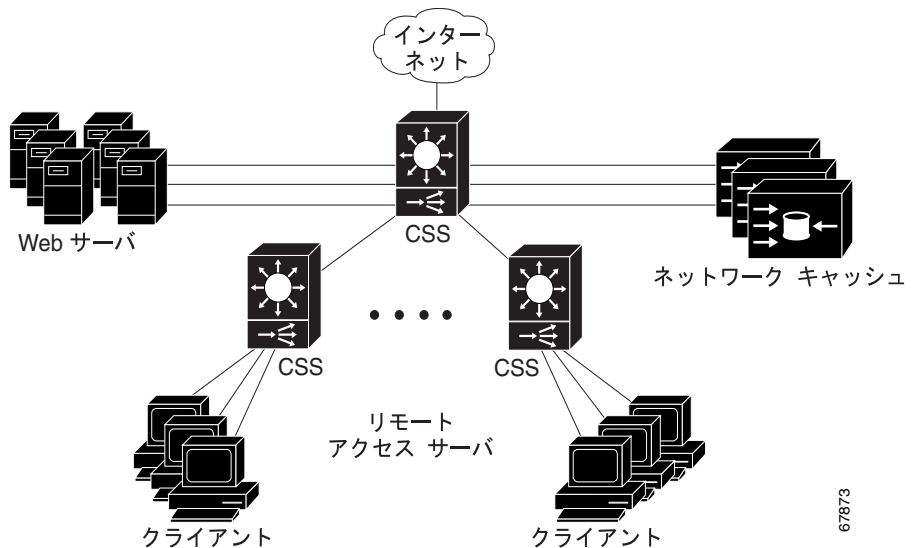 インター
ネット
Web サーバ
CSS
ネットワーク キャッシュ
CSS
CSS
リモート
アクセス サーバ
クライアント
クライアント
67873